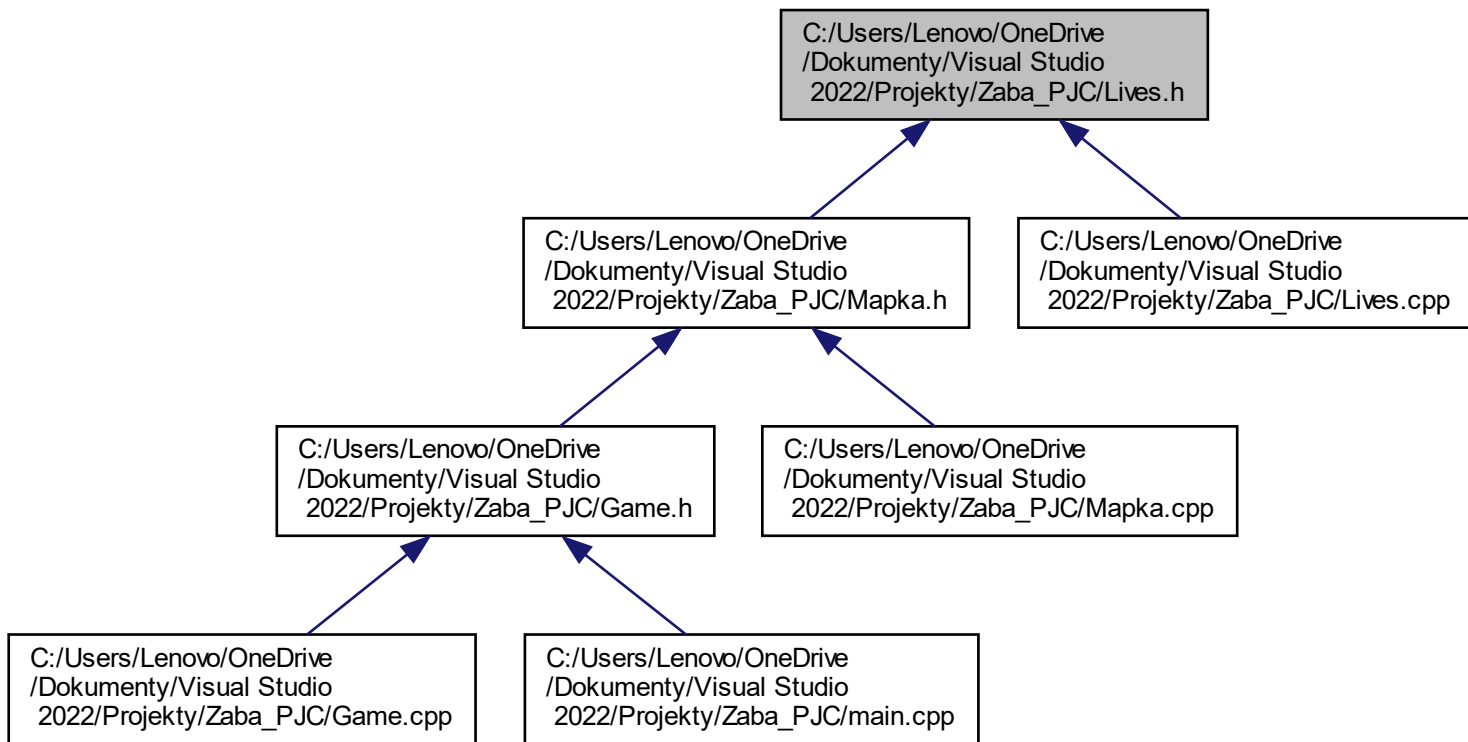 C:/Users/Lenovo/OneDrive
/Dokumenty/Visual Studio
2022/Projekty/Zaba_PJC/Lives.h
C:/Users/Lenovo/OneDrive
/Dokumenty/Visual Studio
2022/Projekty/Zaba_PJC/Mapka.h
C:/Users/Lenovo/OneDrive
/Dokumenty/Visual Studio
2022/Projekty/Zaba_PJC/Lives.cpp
C:/Users/Lenovo/OneDrive
/Dokumenty/Visual Studio
2022/Projekty/Zaba_PJC/Game.h
C:/Users/Lenovo/OneDrive
/Dokumenty/Visual Studio
2022/Projekty/Zaba_PJC/Mapka.cpp
C:/Users/Lenovo/OneDrive
/Dokumenty/Visual Studio
2022/Projekty/Zaba_PJC/Game.cpp
C:/Users/Lenovo/OneDrive
/Dokumenty/Visual Studio
2022/Projekty/Zaba_PJC/main.cpp